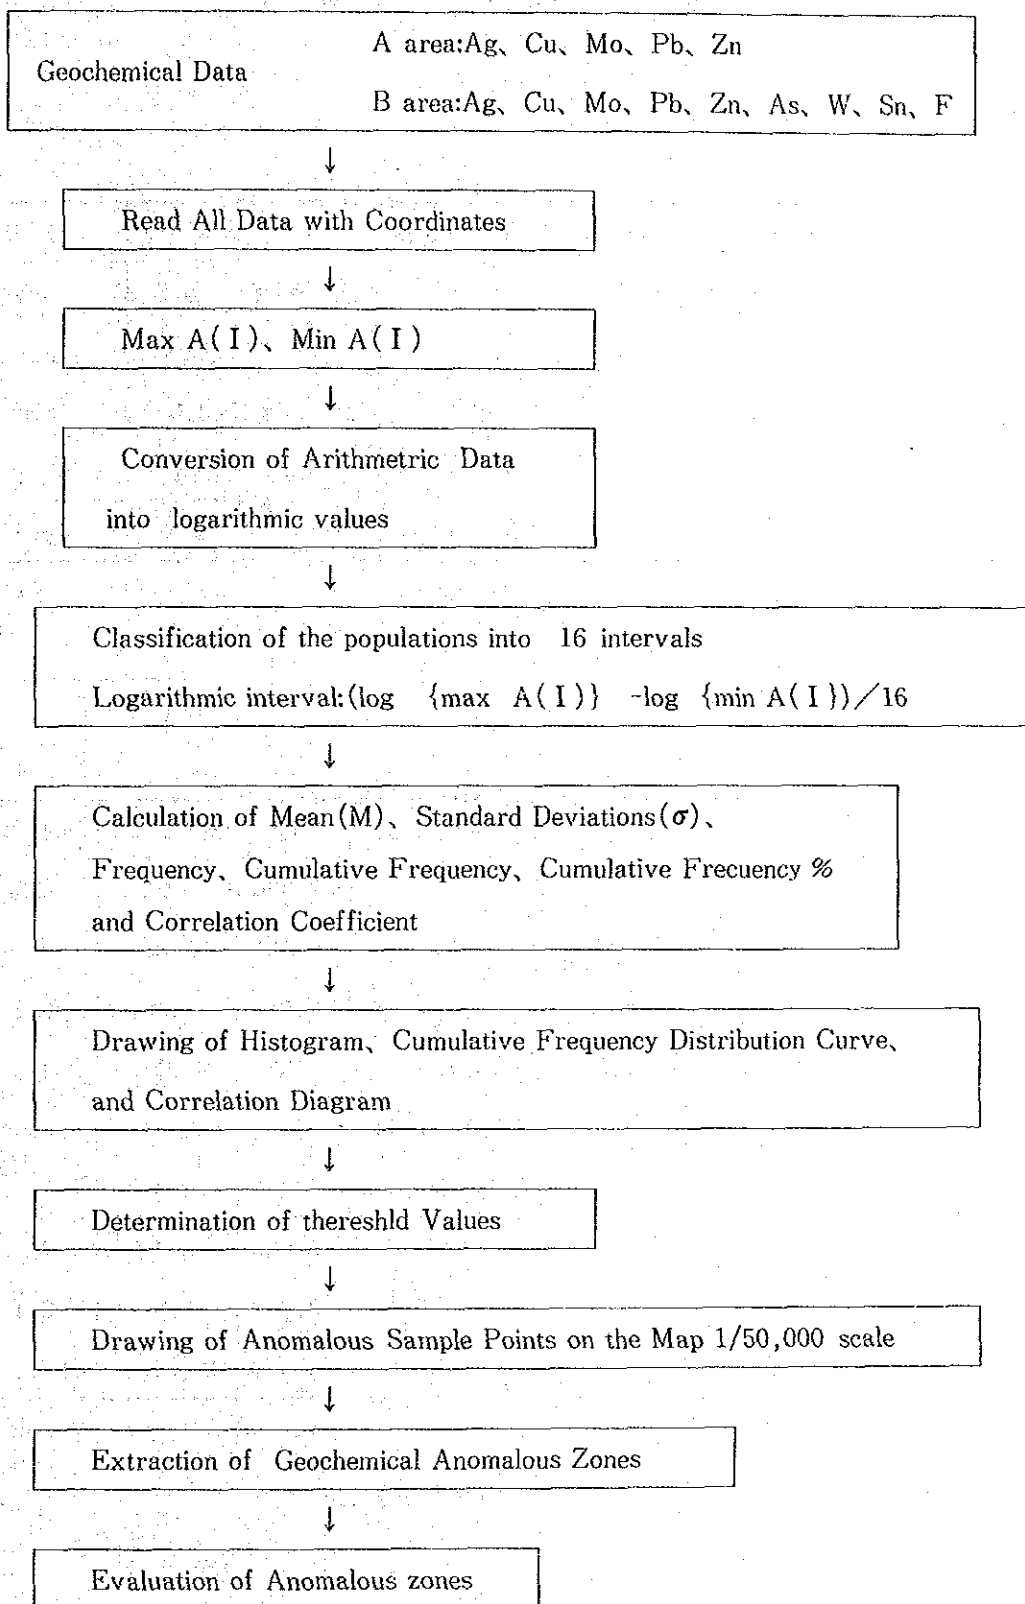 A area:Ag、Cu、Mo、Pb、Zn
Geochemical Data
B area:Ag、Cu、Mo、Pb、Zn、As、W、Sn、F
↓
Read All Data with Coordinates
↓
Max A(I)、Min A(I)
↓
Conversion of Arithmetric Data
into logarithmic values
↓
Classification of the populations into 16 intervals
Logarithmic interval:(log {max A(I)} -log {min A(I})/16
↓
Calculation of Mean(M)、Standard Deviations(σ)、
Frequency、Cumulative Frequency、Cumulative Frecuency %
and Correlation Coefficient
↓
Drawing of Histogram、Cumulative Frequency Distribution Curve、
and Correlation Diagram
↓
Determination of thereshld Values
↓
Drawing of Anomalous Sample Points on the Map 1/50,000 scale
↓
Extraction of Geochemical Anomalous Zones
↓
Evaluation of Anomalous zones